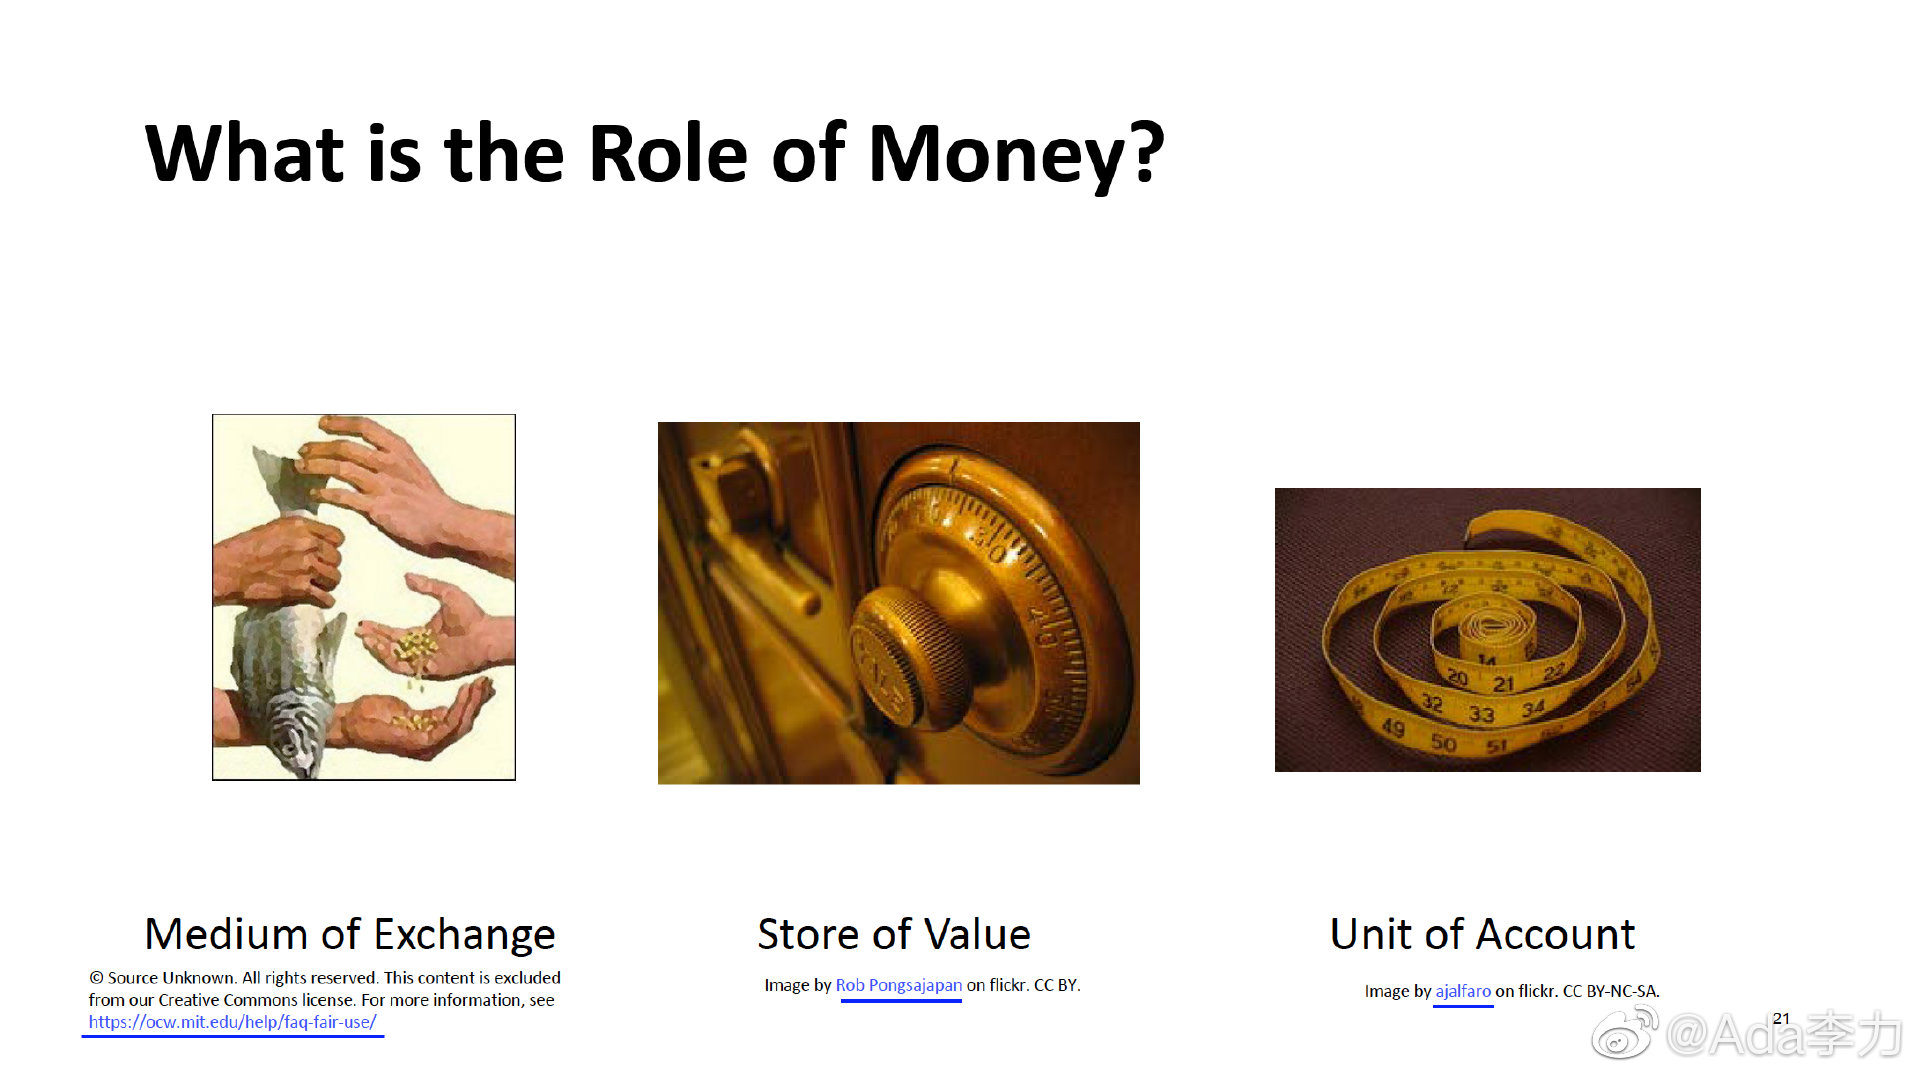 What is the Role of Money?
20
21
22
32
33
34
49
50
51
Medium of Exchange
Store of Value
Unit of Account
© Source Unknown. All rights reserved. This content is excluded
from our Creative Commons license. For more information, see
https://ocw.mit.edu/help/faq-fair-use/
Image by Rob Pongsajapan on flickr. CC BY.
Image by ajalfaro on flickr. CC BY-NC-SA.
21
@Ada李力